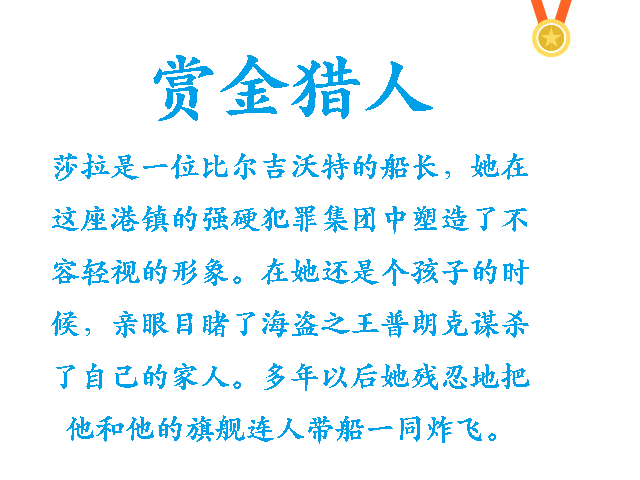 赏金猎人
莎拉是一位比尔吉沃特的船长，她在
这座港镇的强硬犯罪集团中塑造了不
容轻视的形象。在她还是个孩子的时
候，亲眼目睹了海盗之王普朗克谋杀
了自己的家人。多年以后她残忍地把
他和他的旗舰连人带船一同炸飞。